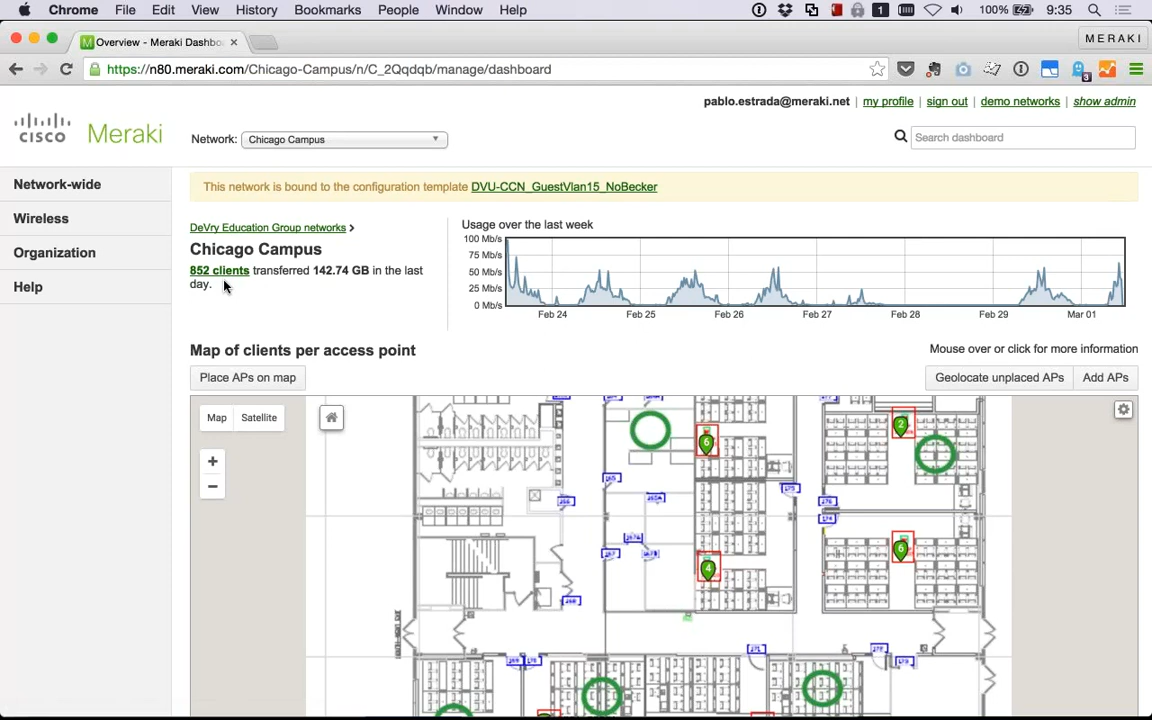 Chrome File Edit View History Bookmarks People Window Help 1 100% 9:35
Overview - Meraki Dashbo MERAKI
https://n80.meraki.com/Chicago-Campus/n/C_2Qqdqb/manage/dashboard 3
pablo.estrada@meraki.net | my profile | sign out | demo networks | show admin
CISCO Meraki Network: Chicago Campus Search dashboard
Network-wide
Wireless
Organization
Help
This network is bound to the configuration template DVU-CCN_GuestVlan15_NoBecker
DeVry Education Group networks >
Chicago Campus
852 clients transferred 142.74 GB in the last
day.
Usage over the last week
100 Mb/s
75 Mb/s
50 Mb/s
25 Mb/s
0 Mb/s
Feb 24 Feb 25 Feb 26 Feb 27 Feb 28 Feb 29 Mar 01
Map of clients per access point Mouse over or click for more information
Place APs on map Geolocate unplaced APs Add APs
Map Satellite
+
−
2
6
6
4